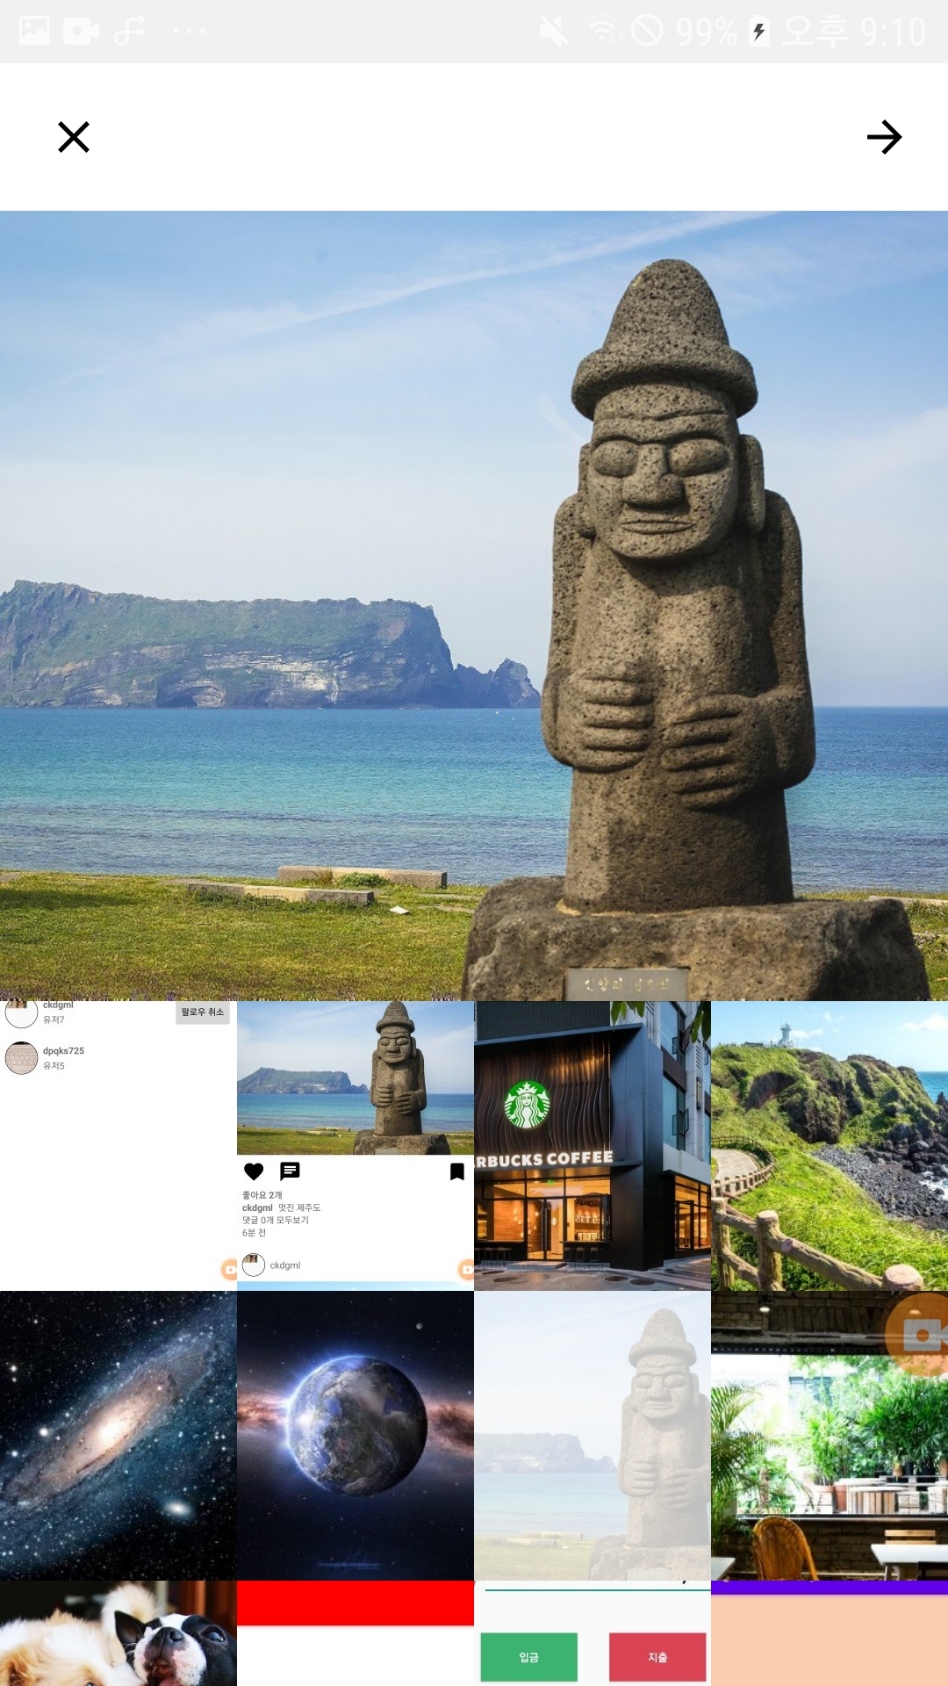 99% 오후 9:10
ckdgml
유저7
팔로우 취소
dpqks725
유저5
좋아요 2개
ckdgml 멋진 제주도
댓글 0개 모두보기
6분 전
ckdgml
RBUCKS COFFEE
입금
지출